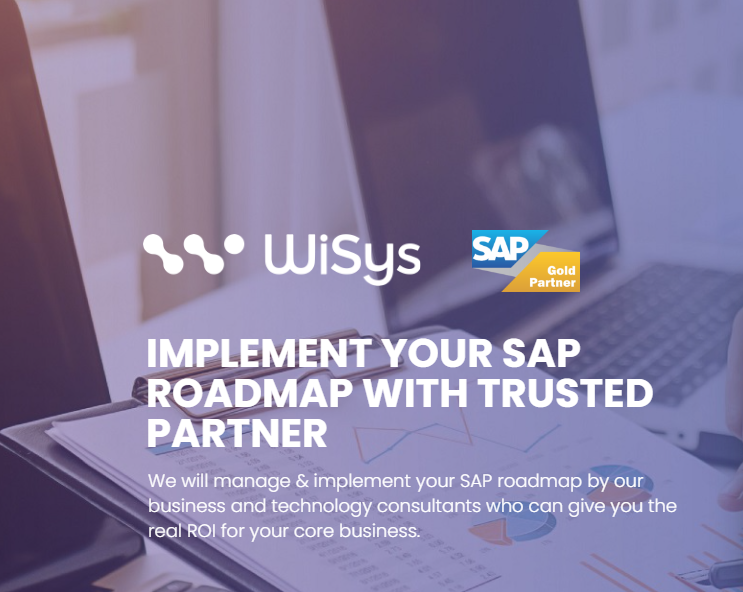 WiSys
SAP
Gold
Partner
IMPLEMENT YOUR SAP
ROADMAP WITH TRUSTED
PARTNER
We will manage & implement your SAP roadmap by our
business and technology consultants who can give you the
real ROI for your core business.